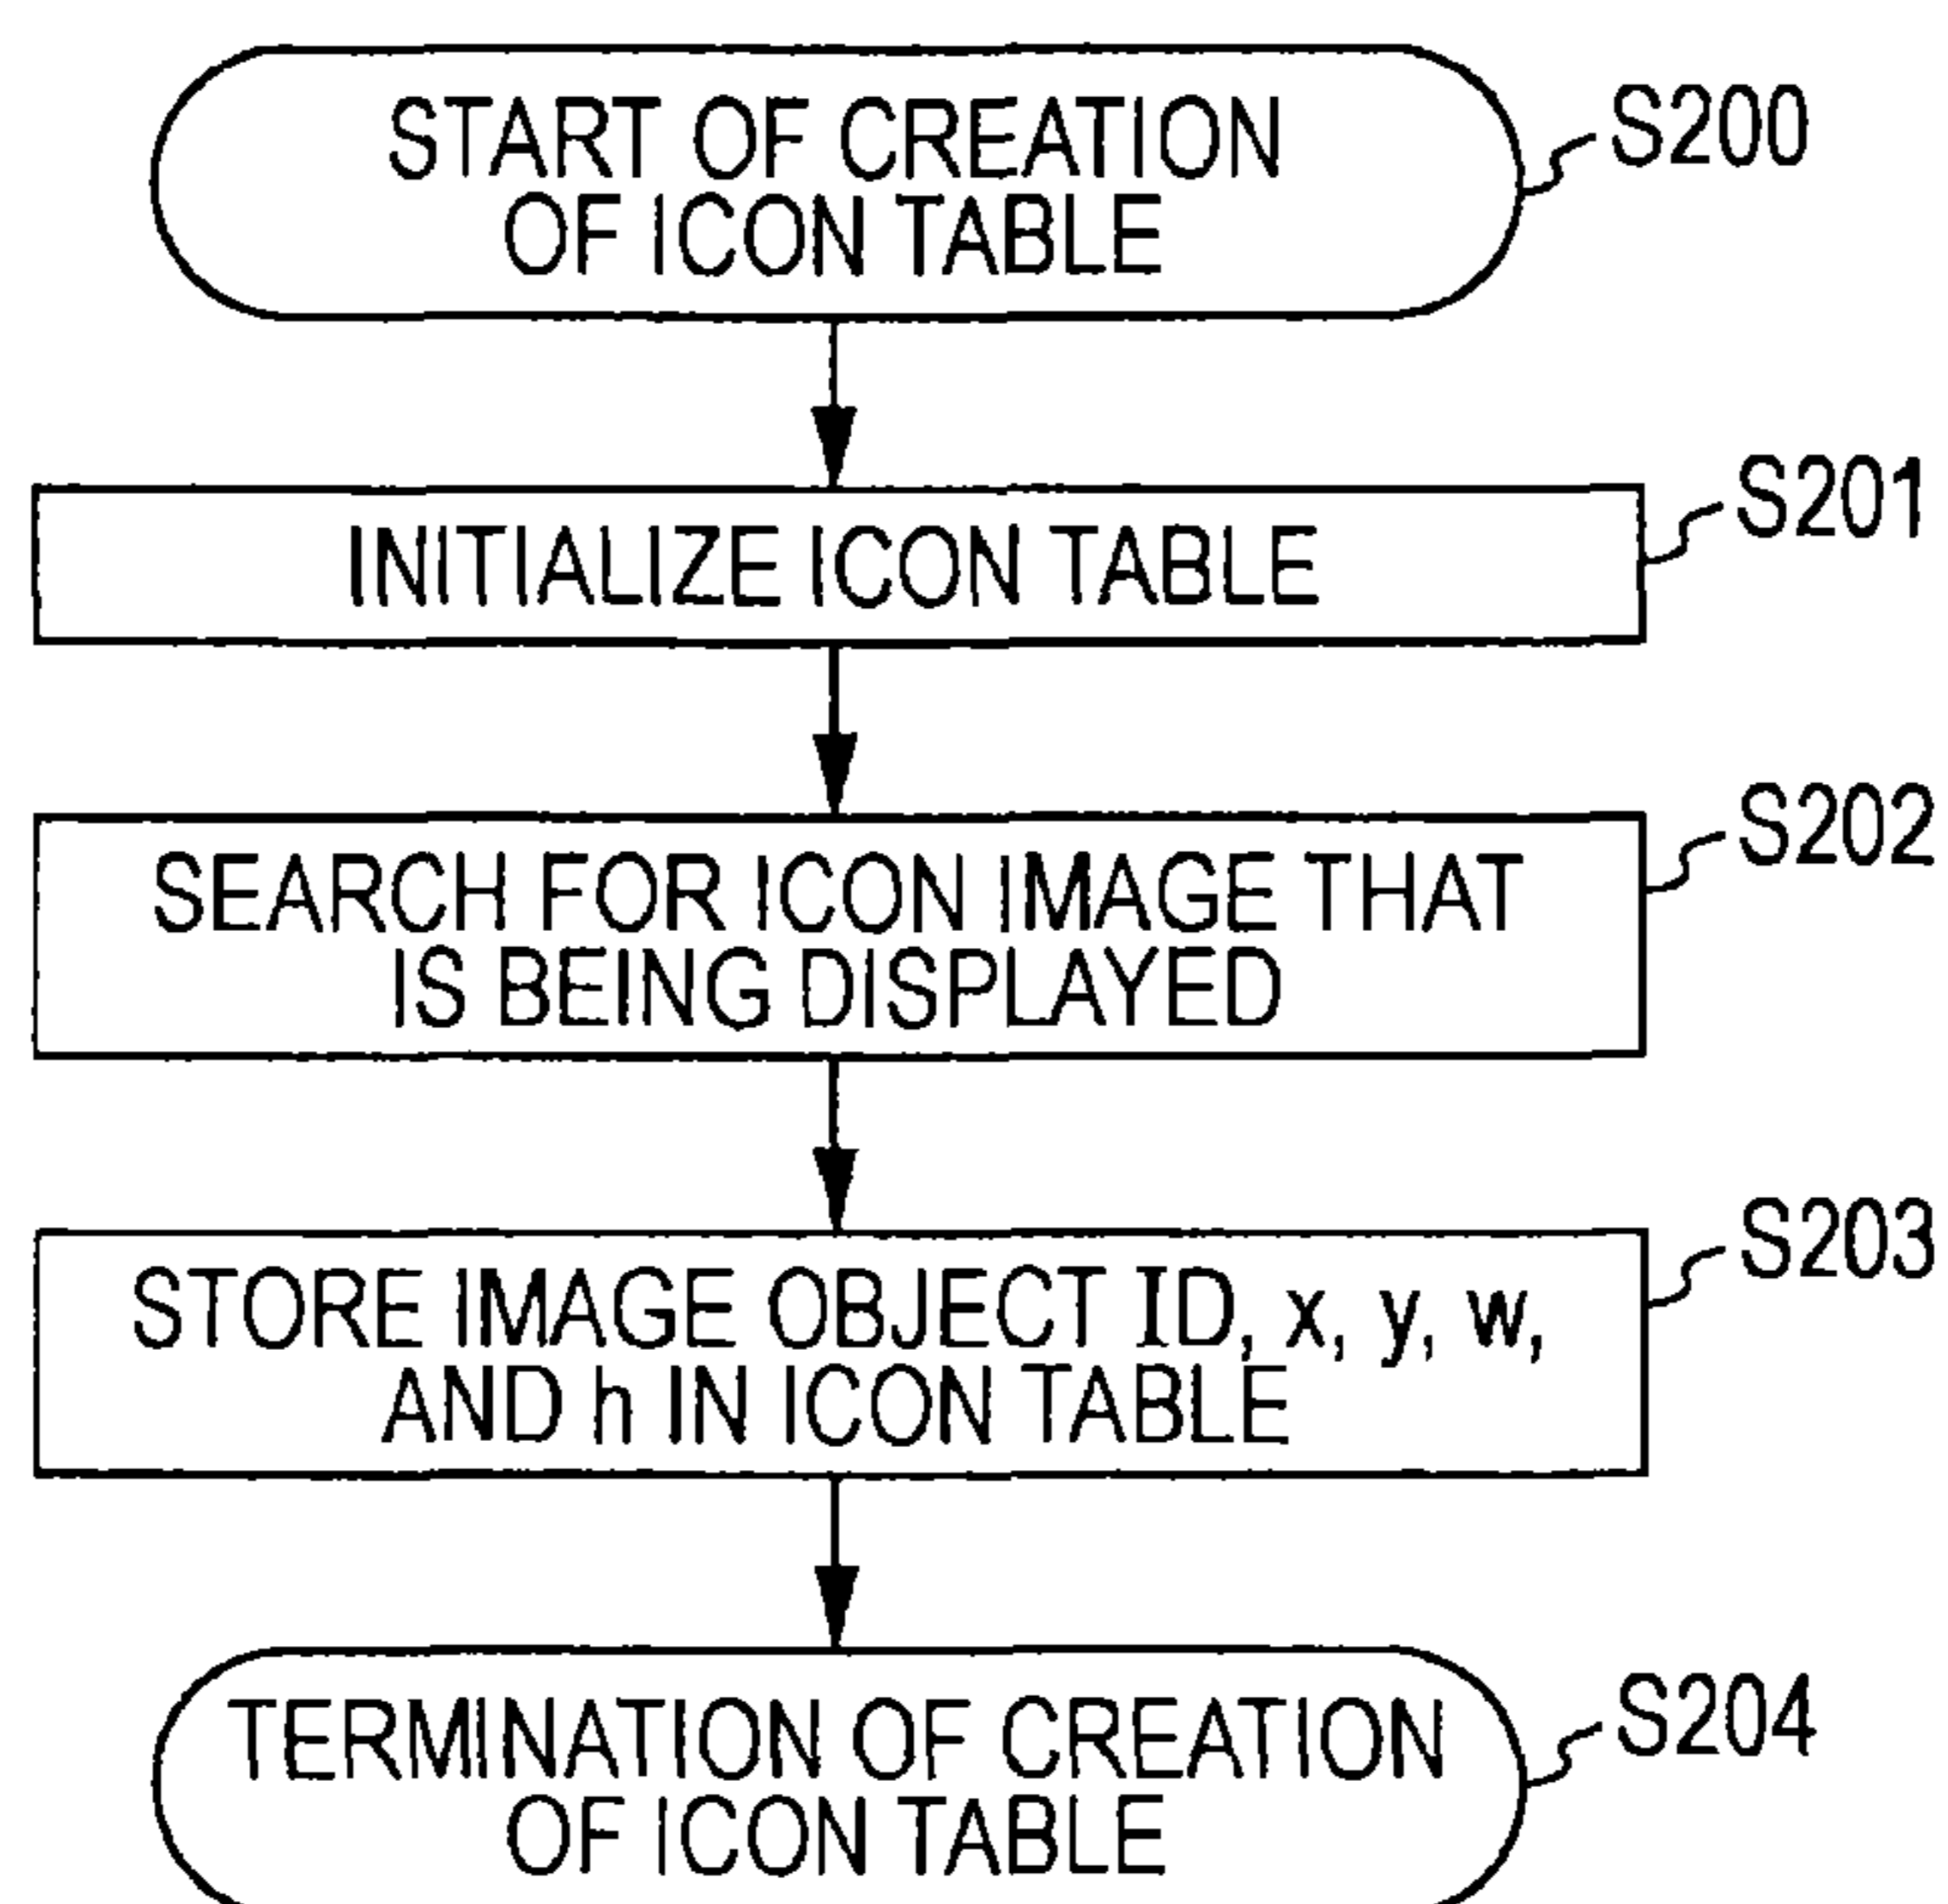 START OF CREATION
OF ICON TABLE
S200
INITIALIZE ICON TABLE
S201
SEARCH FOR ICON IMAGE THAT
IS BEING DISPLAYED
S202
STORE IMAGE OBJECT ID, x, y, w,
AND h IN ICON TABLE
S203
TERMINATION OF CREATION
OF ICON TABLE
S204